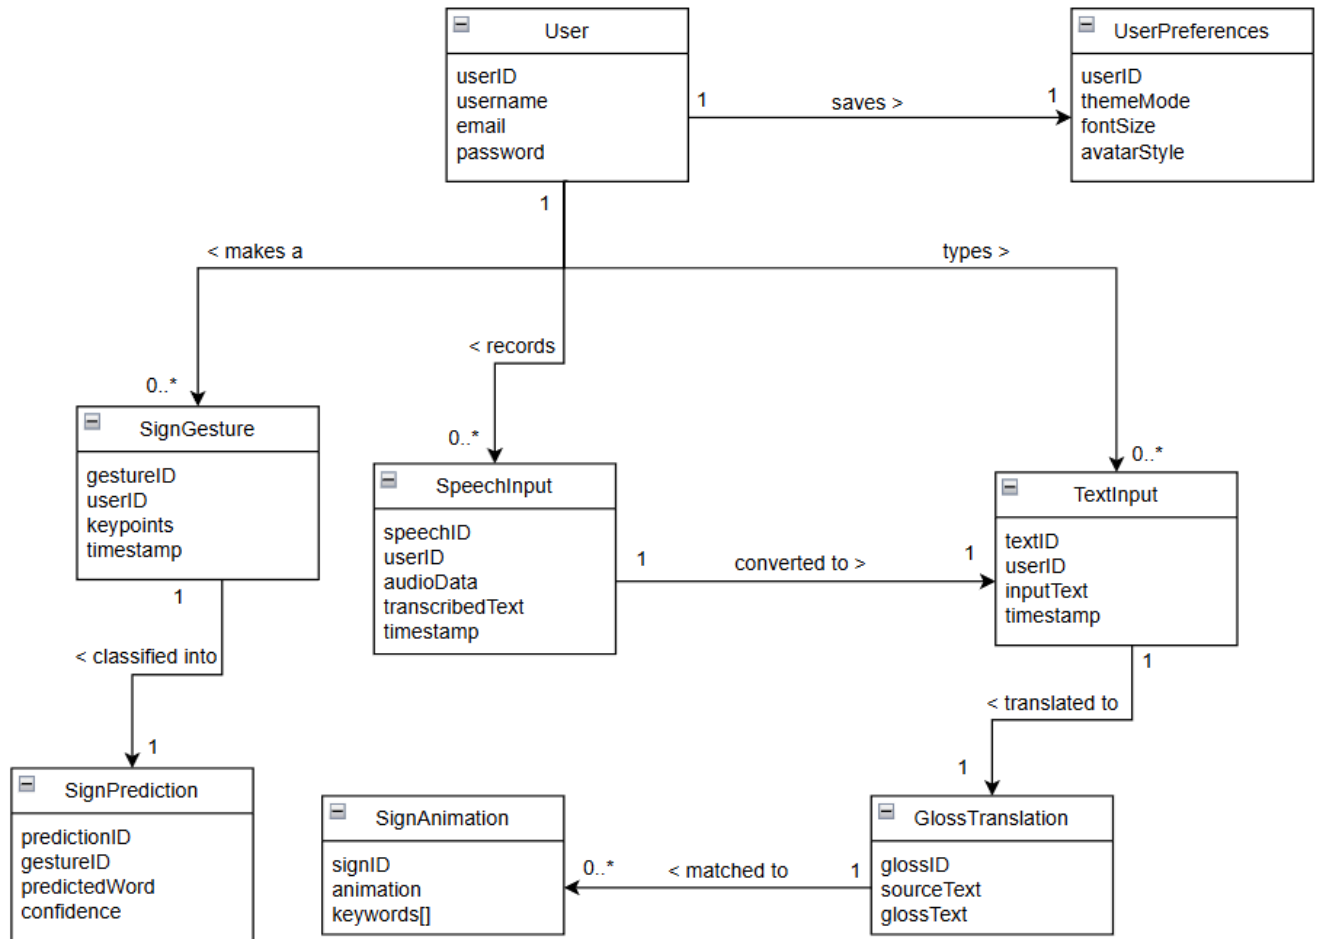 User
userID
username
email
password
1
saves >
1
UserPreferences
userID
themeMode
fontSize
avatarStyle
1
< makes a
types >
< records
0..*
SignGesture
gestureID
userID
keypoints
timestamp
0..*
SpeechInput
speechID
userID
audioData
transcribedText
timestamp
0..*
TextInput
textID
userID
inputText
timestamp
1
converted to >
1
1
< classified into
1
SignPrediction
predictionID
gestureID
predictedWord
confidence
1
< translated to
1
GlossTranslation
glossID
sourceText
glossText
1
< matched to
0..*
SignAnimation
signID
animation
keywords[]